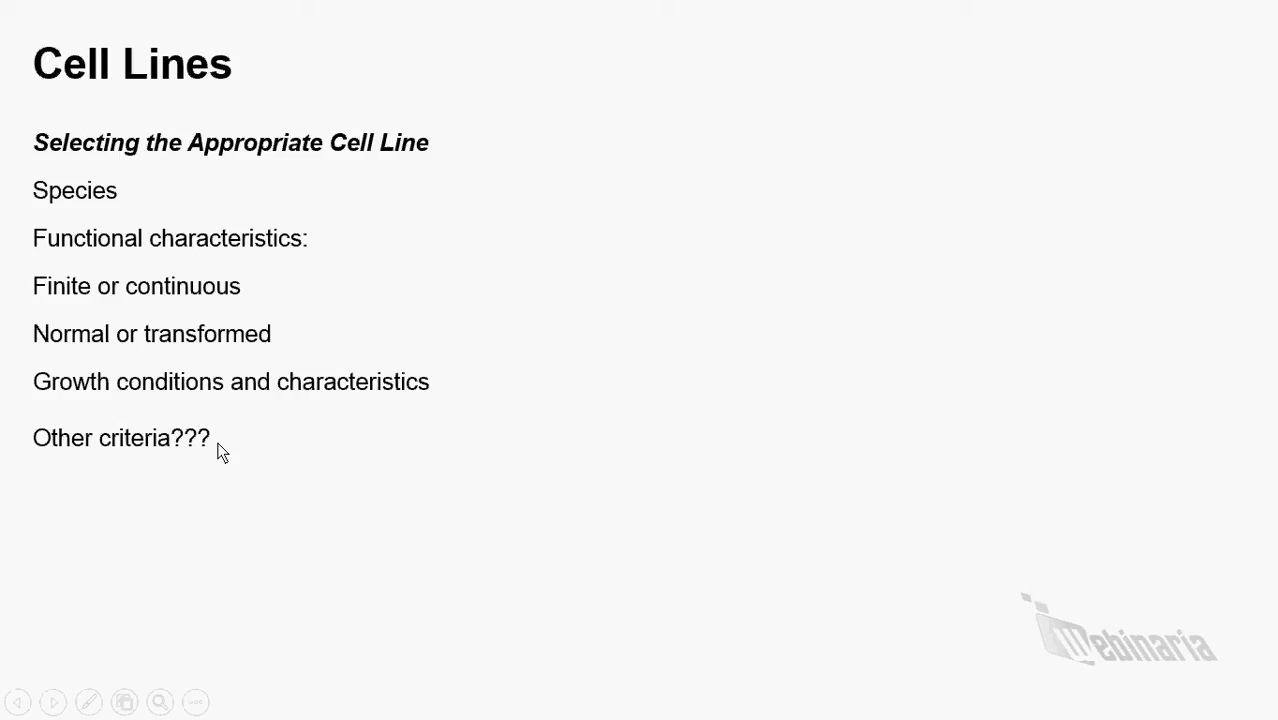 Cell Lines
Selecting the Appropriate Cell Line
Species
Functional characteristics:
Finite or continuous
Normal or transformed
Growth conditions and characteristics
Other criteria???
Webinaria